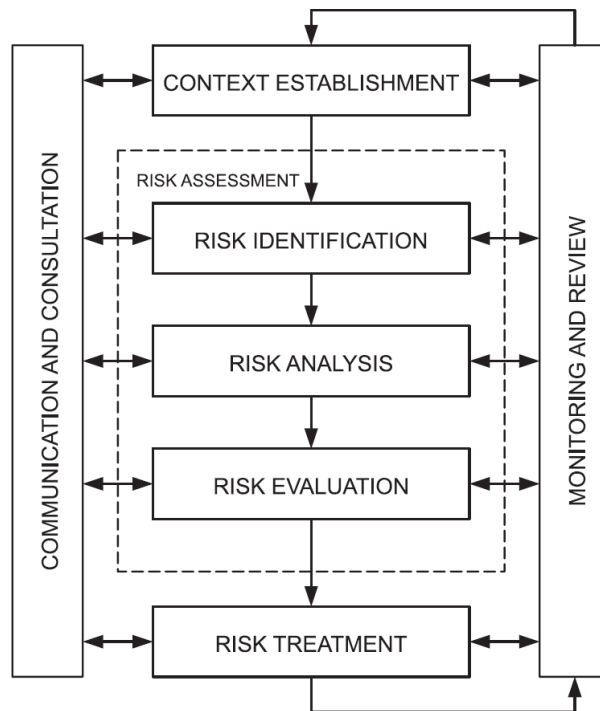 CONTEXT ESTABLISHMENT
RISK ASSESSMENT
RISK IDENTIFICATION
RISK ANALYSIS
RISK EVALUATION
RISK TREATMENT
COMMUNICATION AND CONSULTATION
MONITORING AND REVIEW